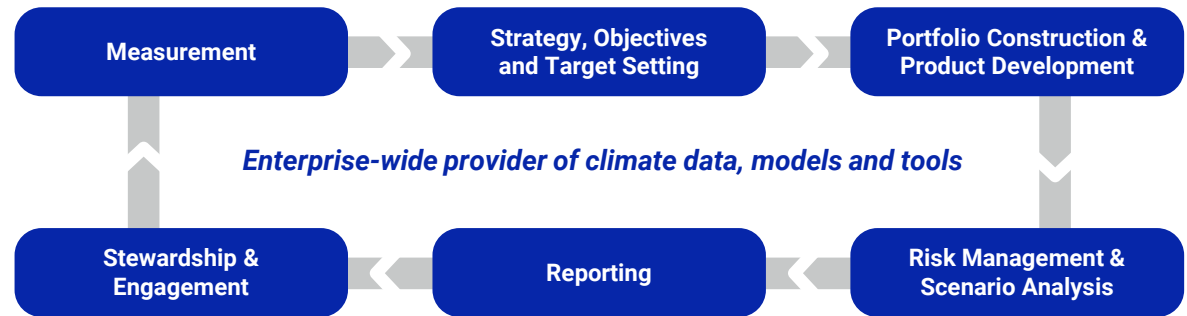 Measurement
Strategy, Objectives
and Target Setting
Portfolio Construction &
Product Development
Enterprise-wide provider of climate data, models and tools
Stewardship &
Engagement
Reporting
Risk Management &
Scenario Analysis